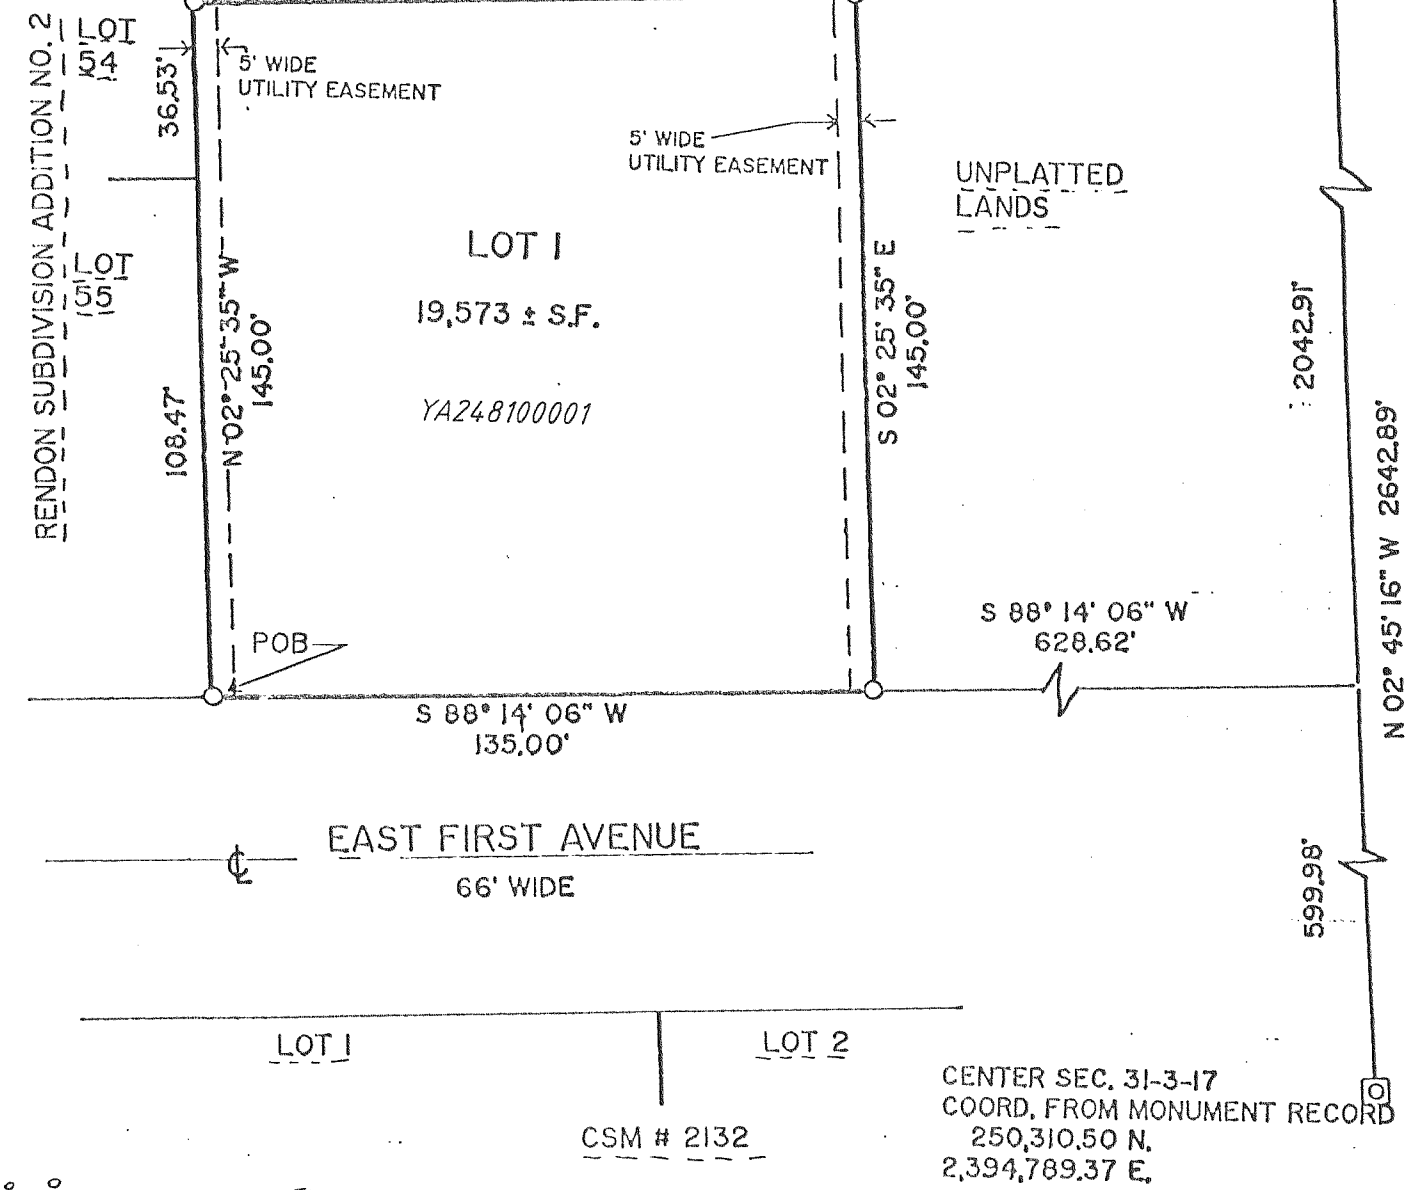 RENDON SUBDIVISION ADDITION NO. 2
LOT
54
36.53'
5' WIDE
UTILITY EASEMENT
5' WIDE
UTILITY EASEMENT
UNPLATTED
LANDS
LOT 1
19,573 ± S.F.
YA248100001
LOT
55
108.47'
N 02°-25'-35" W
145.00'
S 02° 25' 35" E
145.00'
2042.91'
N 02° 45' 16" W 2642.89'
S 88° 14' 06" W
628.62'
POB
S 88° 14' 06" W
135.00'
EAST FIRST AVENUE
66' WIDE
599.98'
LOT 1
LOT 2
CSM # 2132
CENTER SEC. 31-3-17
COORD. FROM MONUMENT RECORD
250,310.50 N.
2,394,789.37 E.